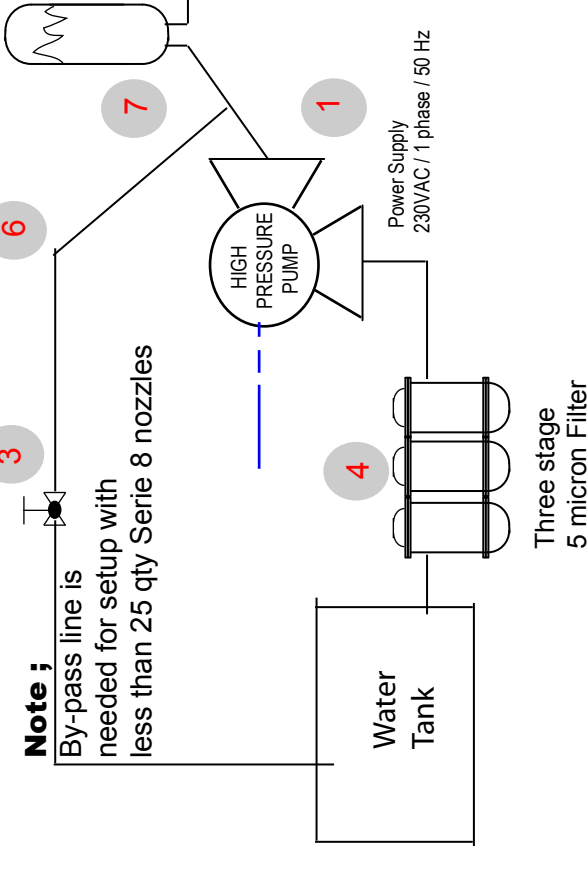 Note ;
By-pass line is
needed for setup with
less than 25 qty Serie 8 nozzles
3
6
7
1
HIGH
PRESSURE
PUMP
Power Supply
230VAC / 1 phase / 50 Hz
4
Water
Tank
Three stage
5 micron Filter